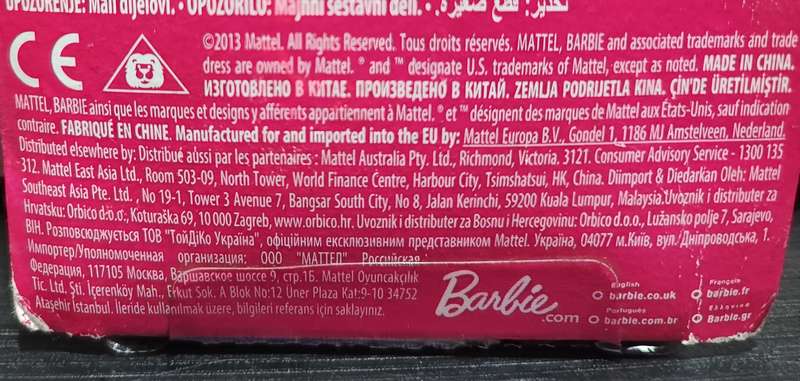 UPOZORENJE: Mali dijelovi. • OPOZORILO: Majhni sestavni deli. • تحذير: قطع صغيرة.
CE
©2013 Mattel. All Rights Reserved. Tous droits réservés. MATTEL, BARBIE and associated trademarks and trade
dress are owned by Mattel. ® and ™ designate U.S. trademarks of Mattel, except as noted. MADE IN CHINA.
ИЗГОТОВЛЕНО В КИТАЕ. ПРОИЗВЕДЕНО В КИТАЙ. ZEMLJA PODRIJETLA KINA. ÇİN'DE ÜRETİLMİŞTİR.
MATTEL, BARBIE ainsi que les marques et designs y afférents appartiennent à Mattel. ® et ™ désignent des marques de Mattel aux États-Unis, sauf indication
contraire. FABRIQUÉ EN CHINE. Manufactured for and imported into the EU by: Mattel Europa B.V., Gondel 1, 1186 MJ Amstelveen, Nederland.
Distributed elsewhere by: Distribué aussi par les partenaires : Mattel Australia Pty. Ltd., Richmond, Victoria. 3121. Consumer Advisory Service - 1300 135
312. Mattel East Asia Ltd., Room 503-09, North Tower, World Finance Centre, Harbour City, Tsimshatsui, HK, China. Diimport & Diedarkan Oleh: Mattel
Southeast Asia Pte. Ltd. , No 19-1, Tower 3 Avenue 7, Bangsar South City, No 8, Jalan Kerinchi, 59200 Kuala Lumpur, Malaysia.Uvoznik i distributer za
Hrvatsku: Orbico d.o.o., Koturaška 69, 10 000 Zagreb, www.orbico.hr. Uvoznik i distributer za Bosnu i Hercegovinu: Orbico d.o.o., Lužansko polje 7, Sarajevo,
BIH. Розповсюджується ТОВ "ТойДіКо Україна", офіційним ексклюзивним представником Mattel. Україна, 04077 м.Київ, вул./Дніпроводська, 1.
Импортер/Уполномоченная организация: ООО "МАТТЕЛ" Российская
Федерация, 117105 Москва, Варшавское шоссе 9, стр.1Б. Mattel Oyuncakçılık
Tic. Ltd. Şti. İçerenköy Mah., Erkut Sok. A Blok No:12 Üner Plaza Kat:9-10 34752
Ataşehir İstanbul. İleride kullanılmak üzere, bilgileri referans için saklayınız.
Barbie
.com
English
barbie.co.uk
Français
barbie.fr
Português
barbie.com.br
Ελληνικά
Barbie.gr